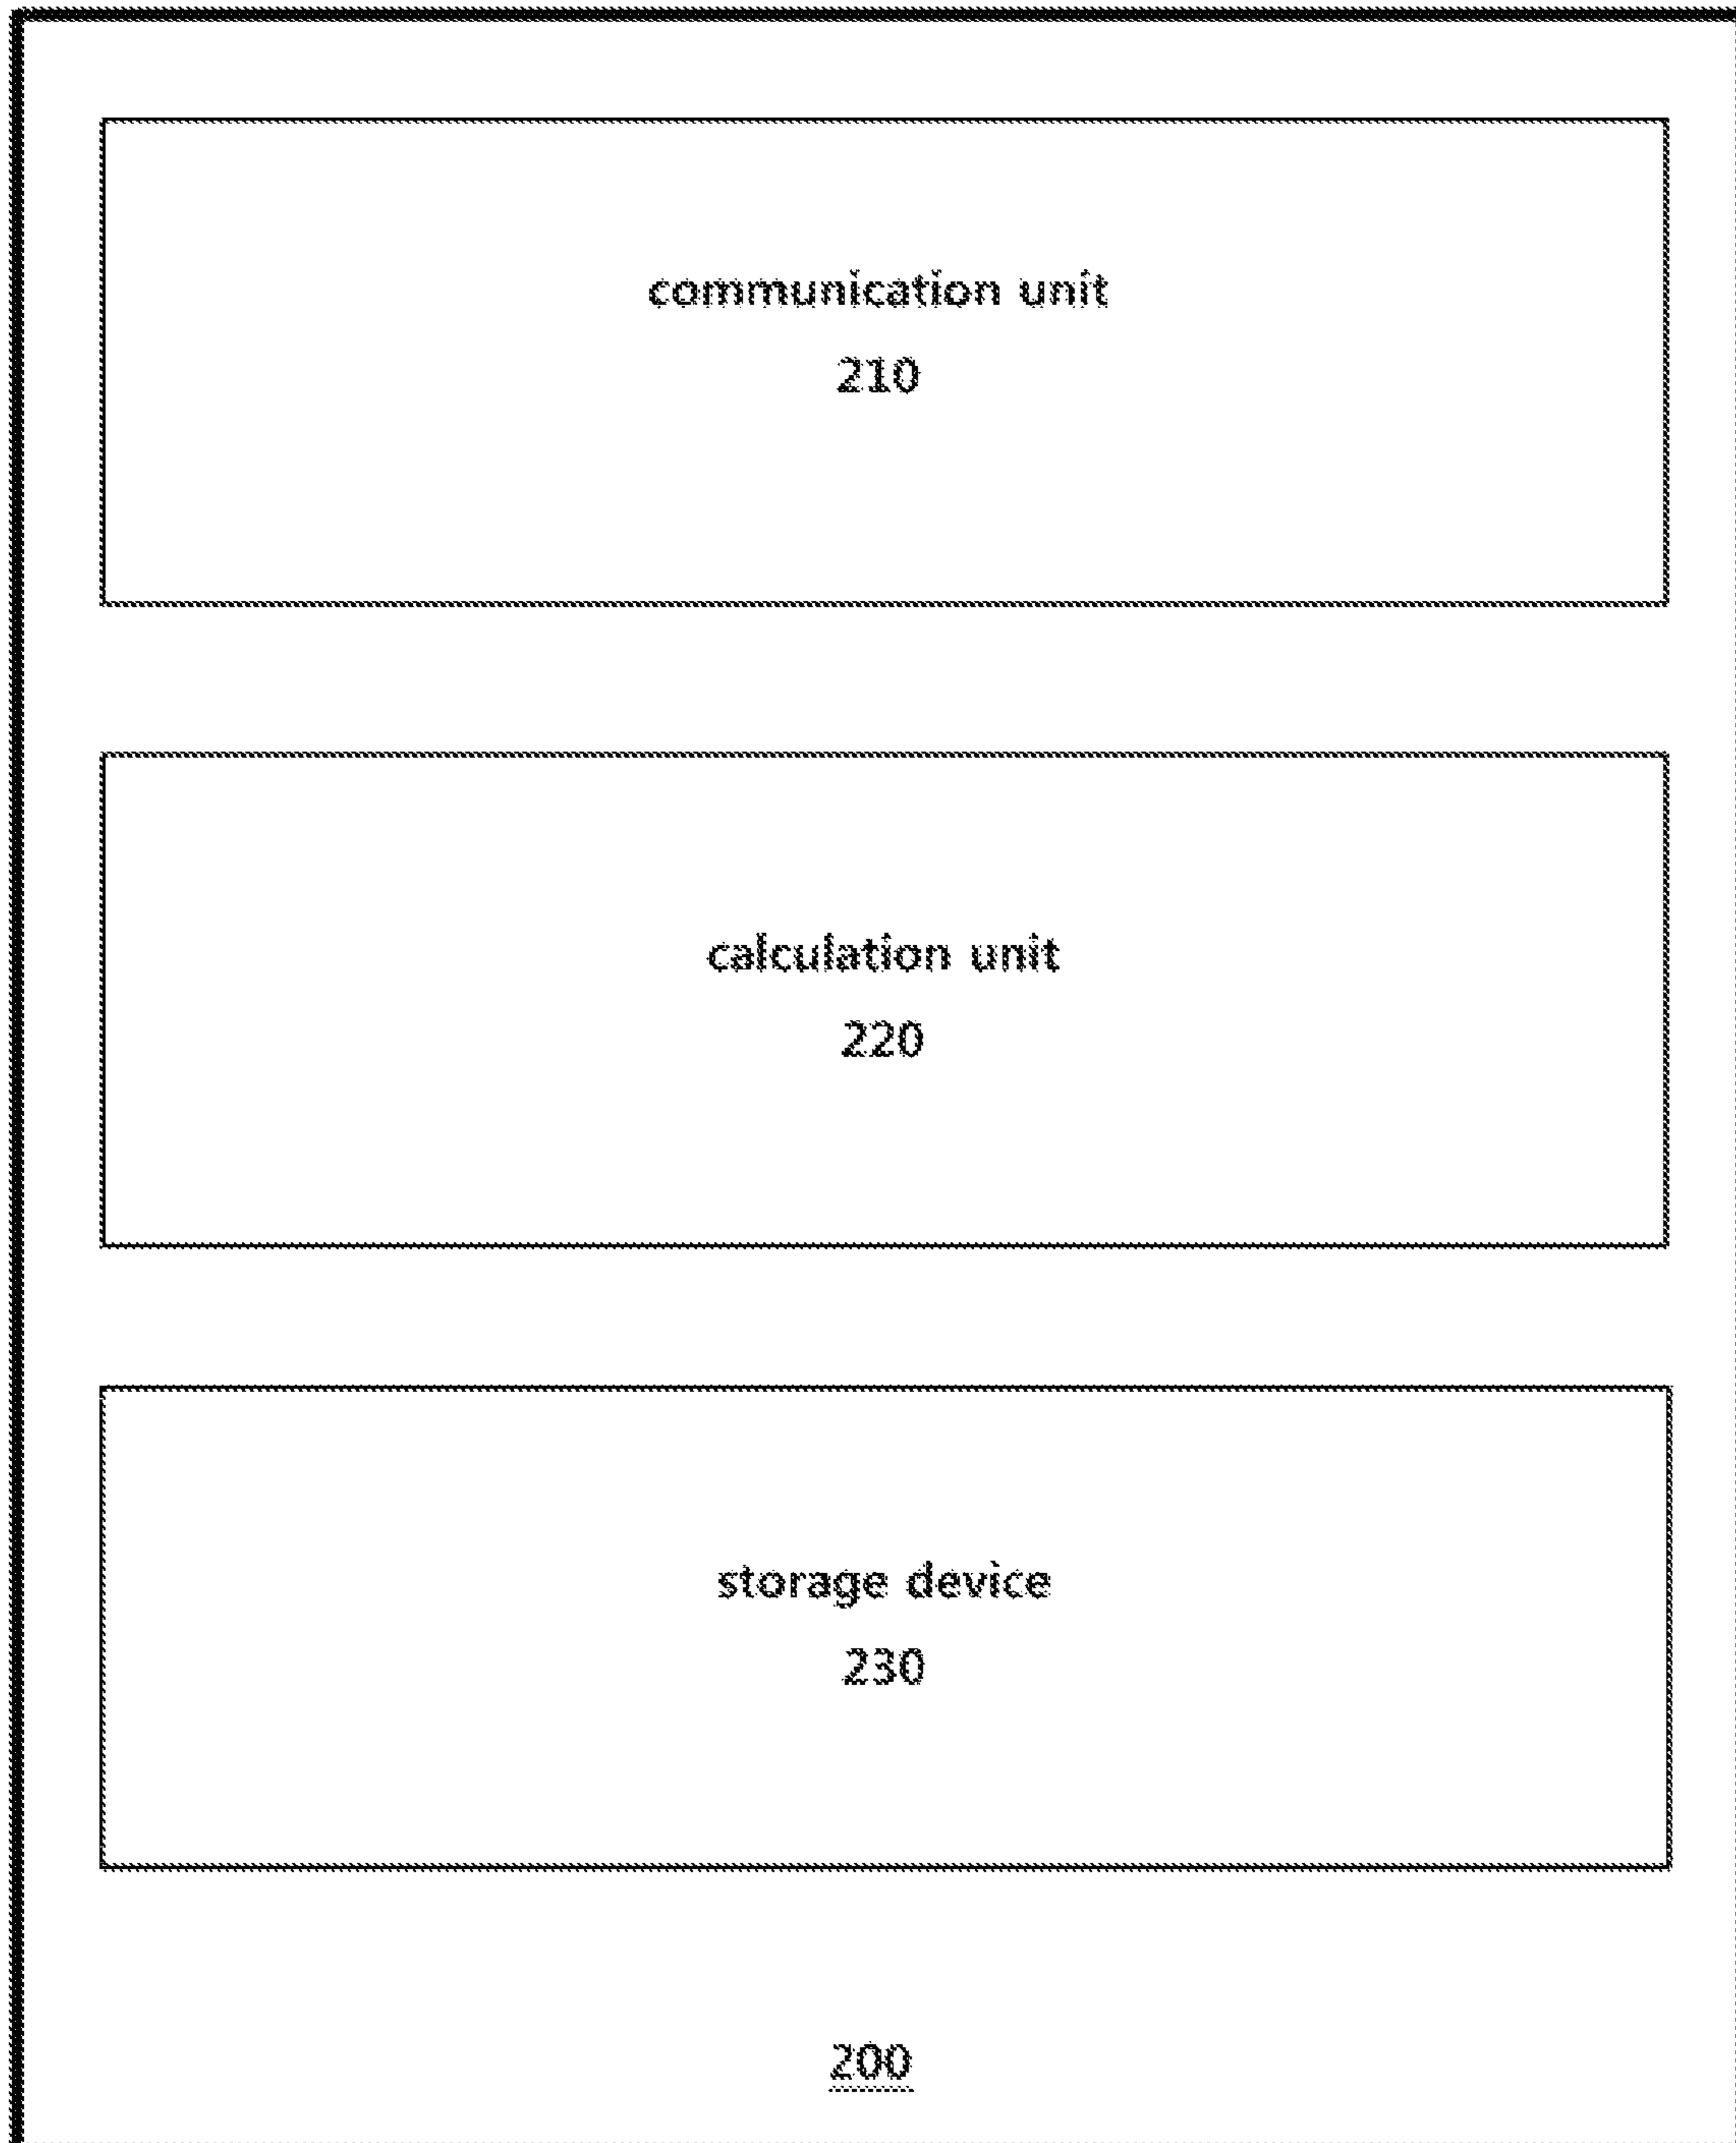 communication unit
210
calculation unit
220
storage device
230
200